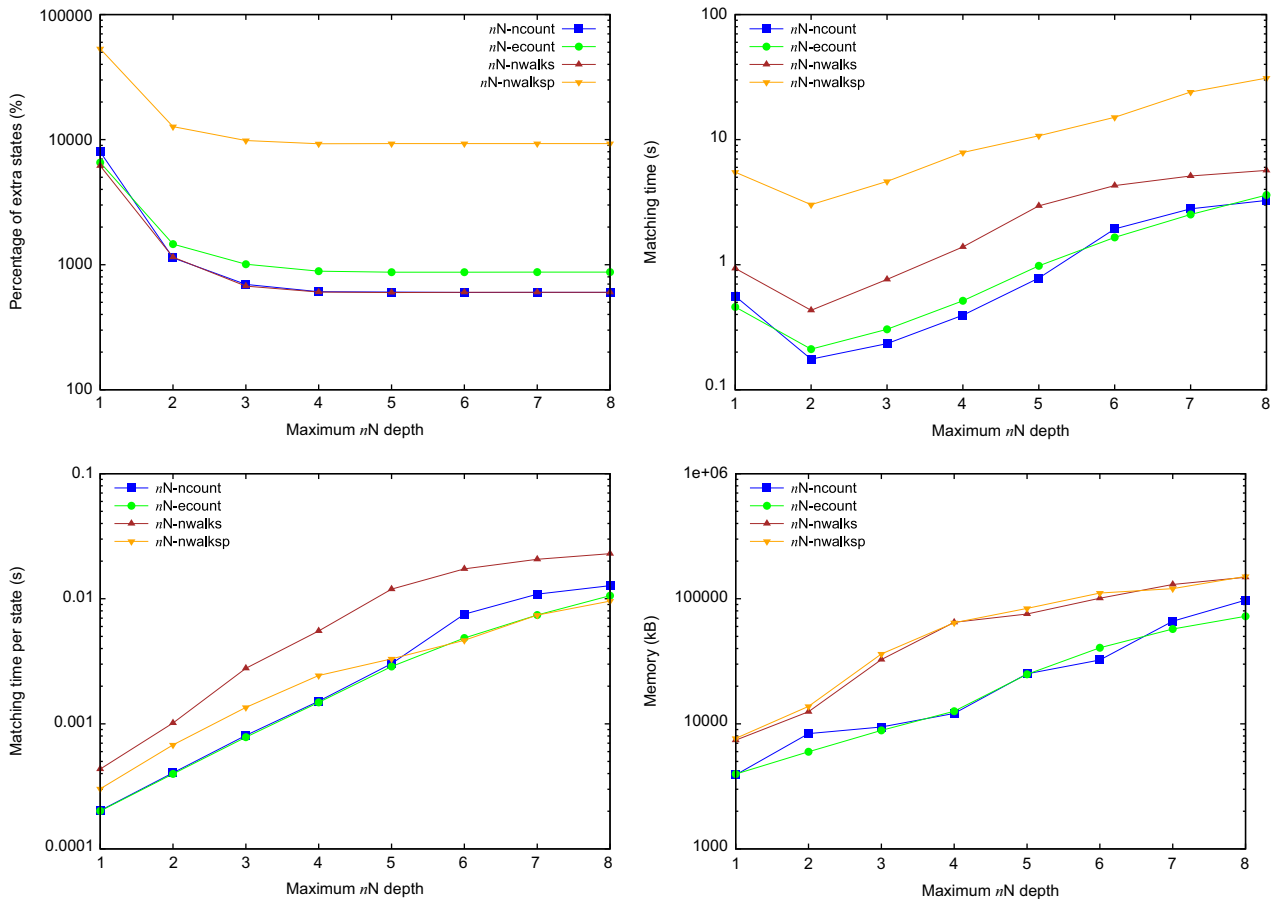 Percentage of extra states (%)
100000
10000
1000
100
1 2 3 4 5 6 7 8
Maximum nN depth
nN-ncount
nN-ecount
nN-nwalks
nN-nwalksp
Matching time (s)
100
10
1
0.1
1 2 3 4 5 6 7 8
Maximum nN depth
nN-ncount
nN-ecount
nN-nwalks
nN-nwalksp
Matching time per state (s)
0.1
0.01
0.001
0.0001
1 2 3 4 5 6 7 8
Maximum nN depth
nN-ncount
nN-ecount
nN-nwalks
nN-nwalksp
Memory (kB)
1e+06
100000
10000
1000
1 2 3 4 5 6 7 8
Maximum nN depth
nN-ncount
nN-ecount
nN-nwalks
nN-nwalksp